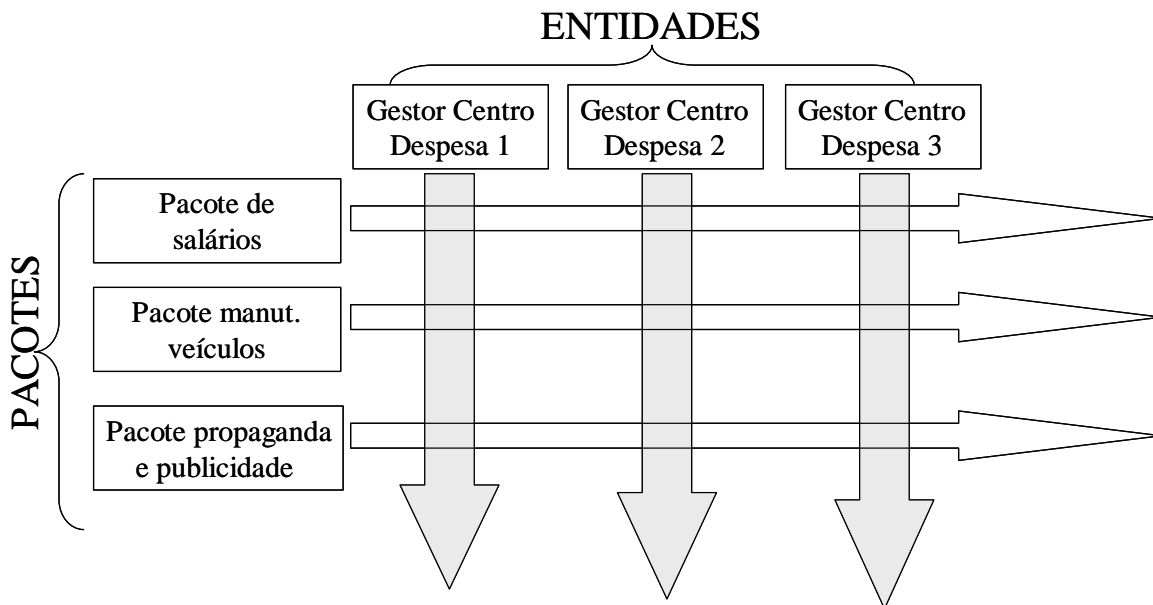 ENTIDADES
Gestor Centro
Despesa 1
Gestor Centro
Despesa 2
Gestor Centro
Despesa 3
PACOTES
Pacote de
salários
Pacote manut.
veículos
Pacote propaganda
e publicidade